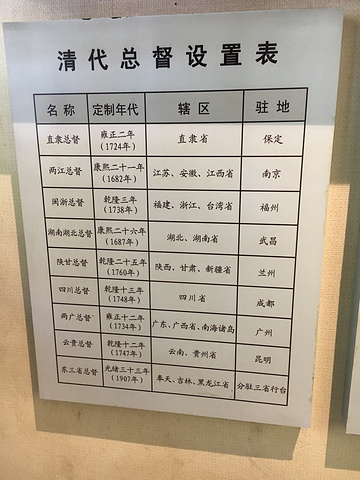 清代总督设置表
名称 定制年代 辖区 驻地
直隶总督 雍正二年 直隶省 保定
(1724年)
两江总督 康熙二十一年 江苏、安徽、江西省 南京
(1682年)
闽浙总督 乾隆三年 福建、浙江、台湾省 福州
(1738年)
湖南湖北总督 康熙二十六年 湖北、湖南省 武昌
(1687年)
陕甘总督 乾隆二十五年 陕西、甘肃、新疆省 兰州
(1760年)
四川总督 乾隆十三年 四川省 成都
(1748年)
两广总督 雍正十二年 广东、广西省、南海诸岛 广州
(1734年)
云贵总督 乾隆十二年 云南、贵州省 昆明
(1747年)
东三省总督 光绪三十三年 奉天、吉林、黑龙江省 分驻三省行台
(1907年)